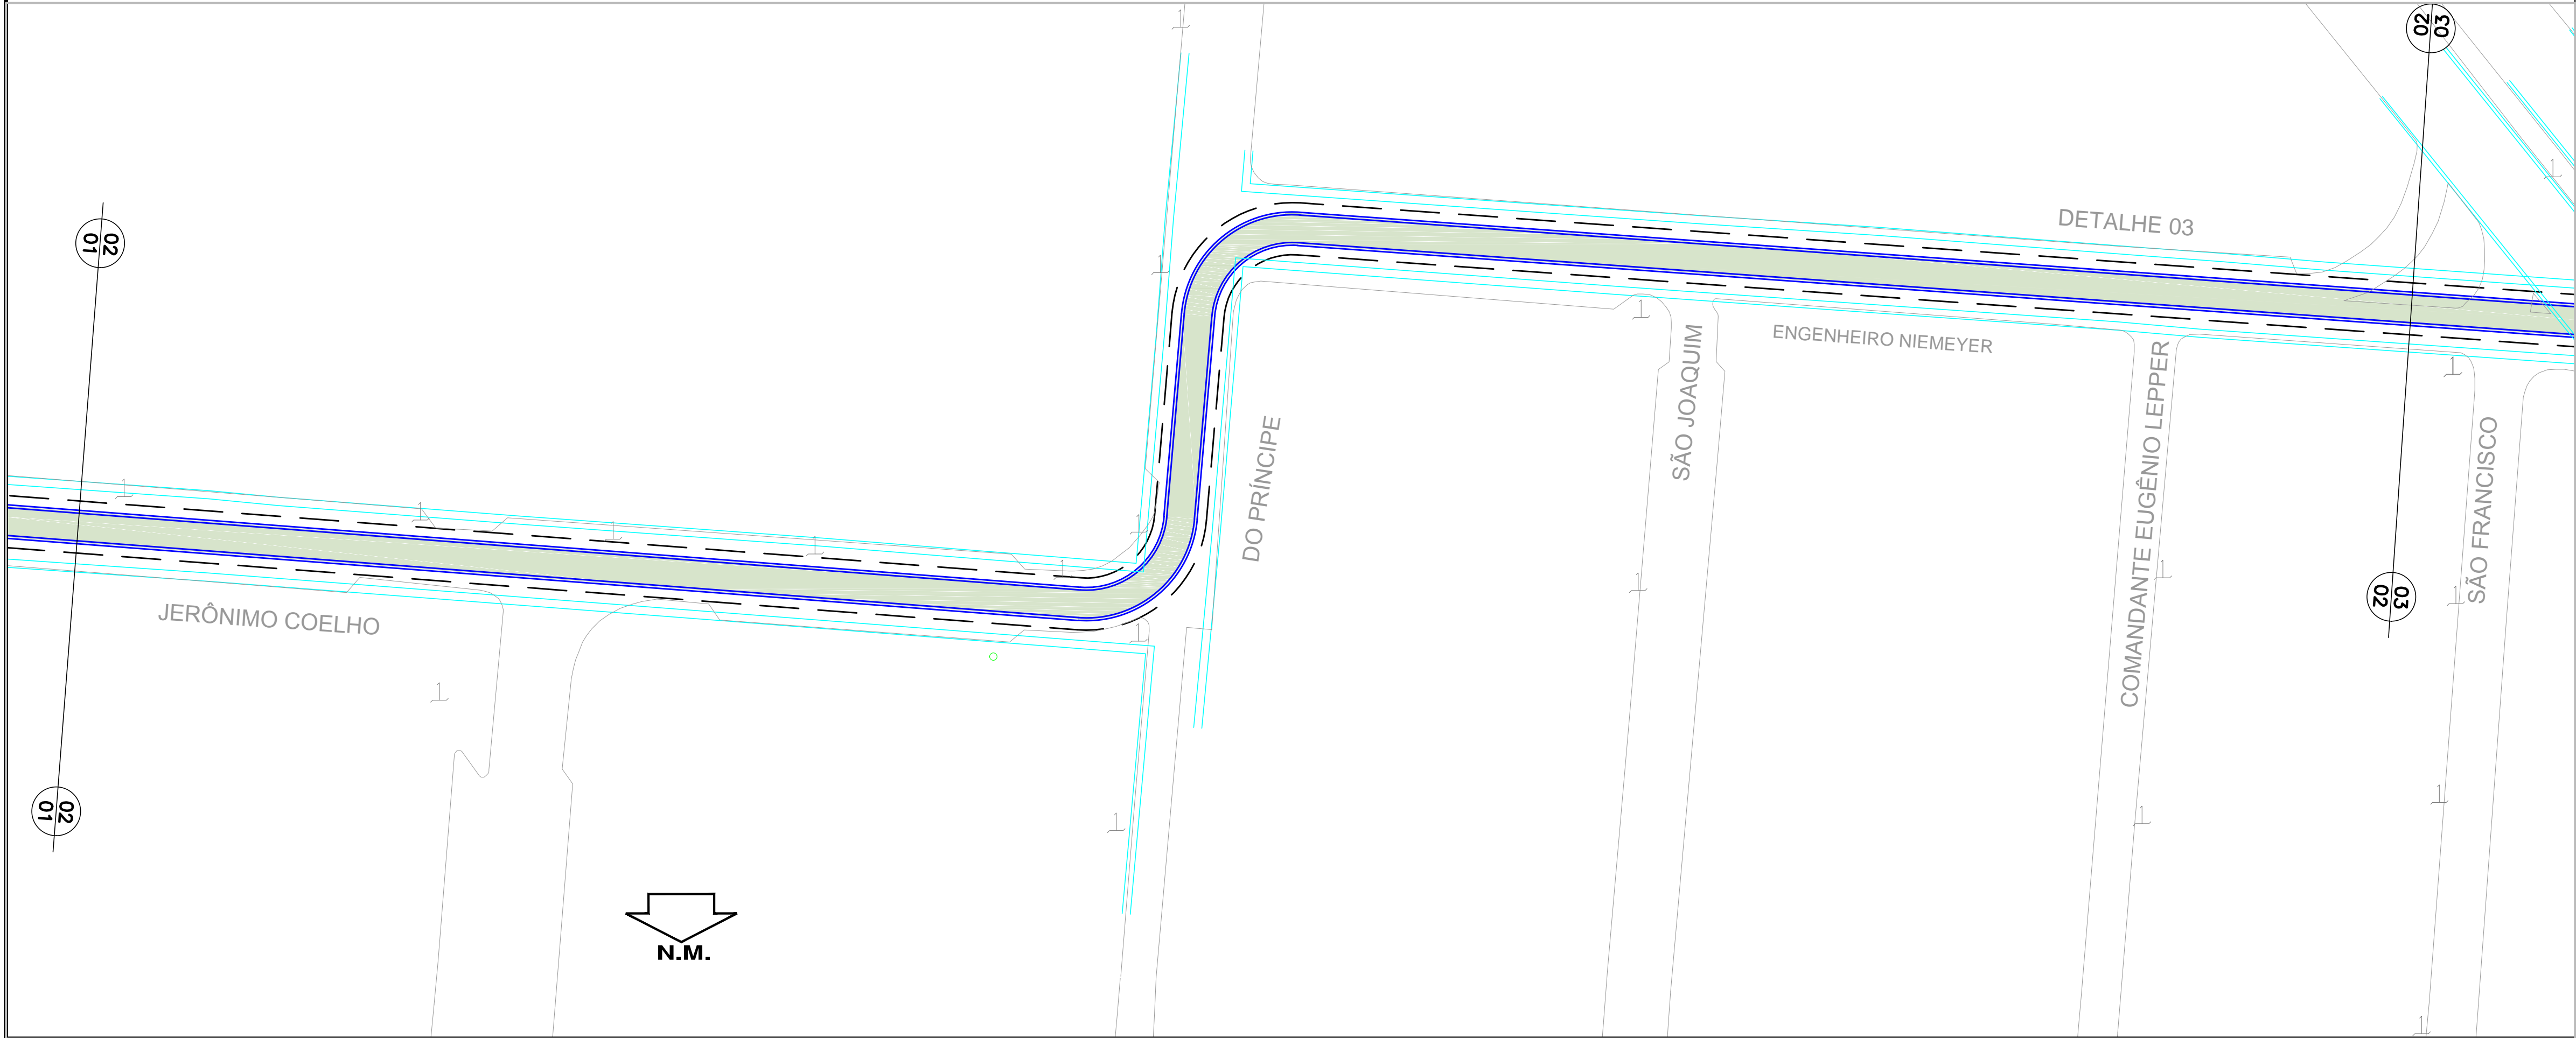 02
03
DETALHE 03
02
01
ENGENHEIRO NIEMEYER
SÃO JOAQUIM
COMANDANTE EUGÊNIO LEPPER
DO PRÍNCIPE
SÃO FRANCISCO
JERÔNIMO COELHO
03
02
02
01
N.M.